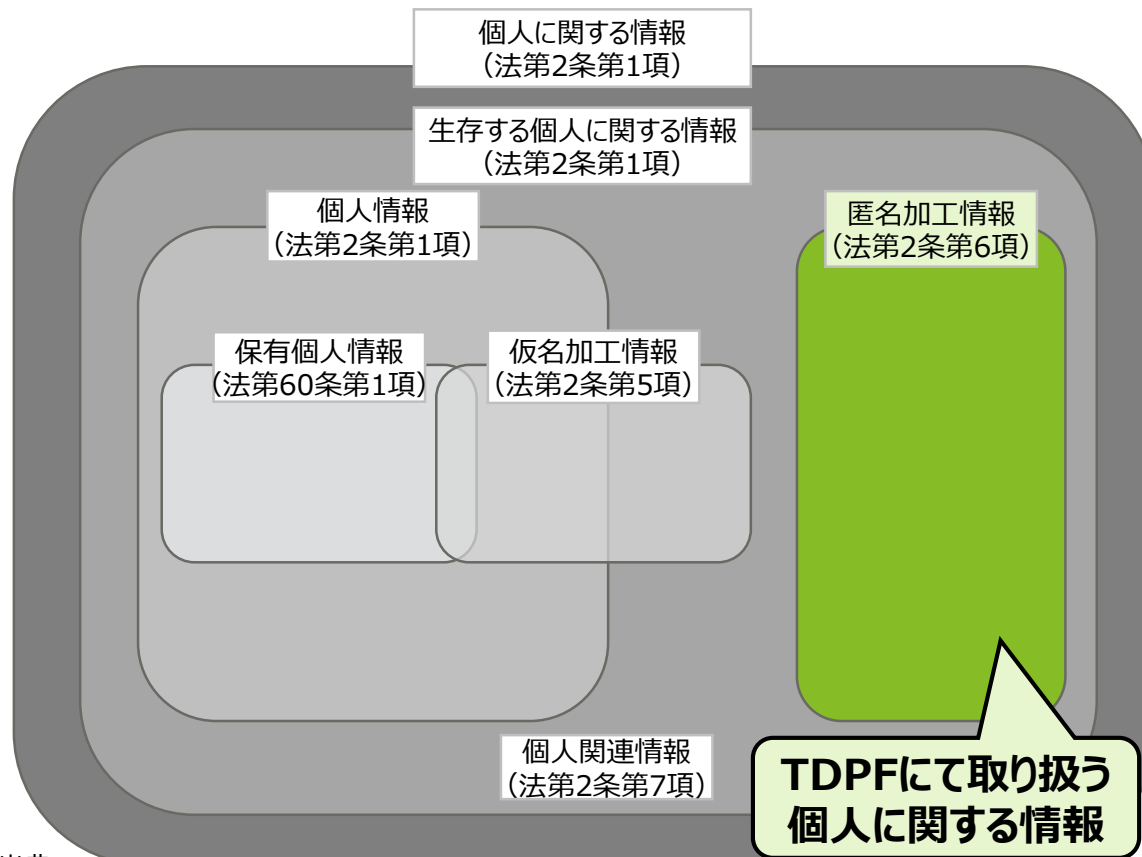 個人に関する情報
（法第2条第1項）
生存する個人に関する情報
（法第2条第1項）
個人情報
（法第2条第1項）
匿名加工情報
（法第2条第6項）
保有個人情報
（法第60条第1項）
仮名加工情報
（法第2条第5項）
個人関連情報
（法第2条第7項）
TDPFにて取り扱う
個人に関する情報